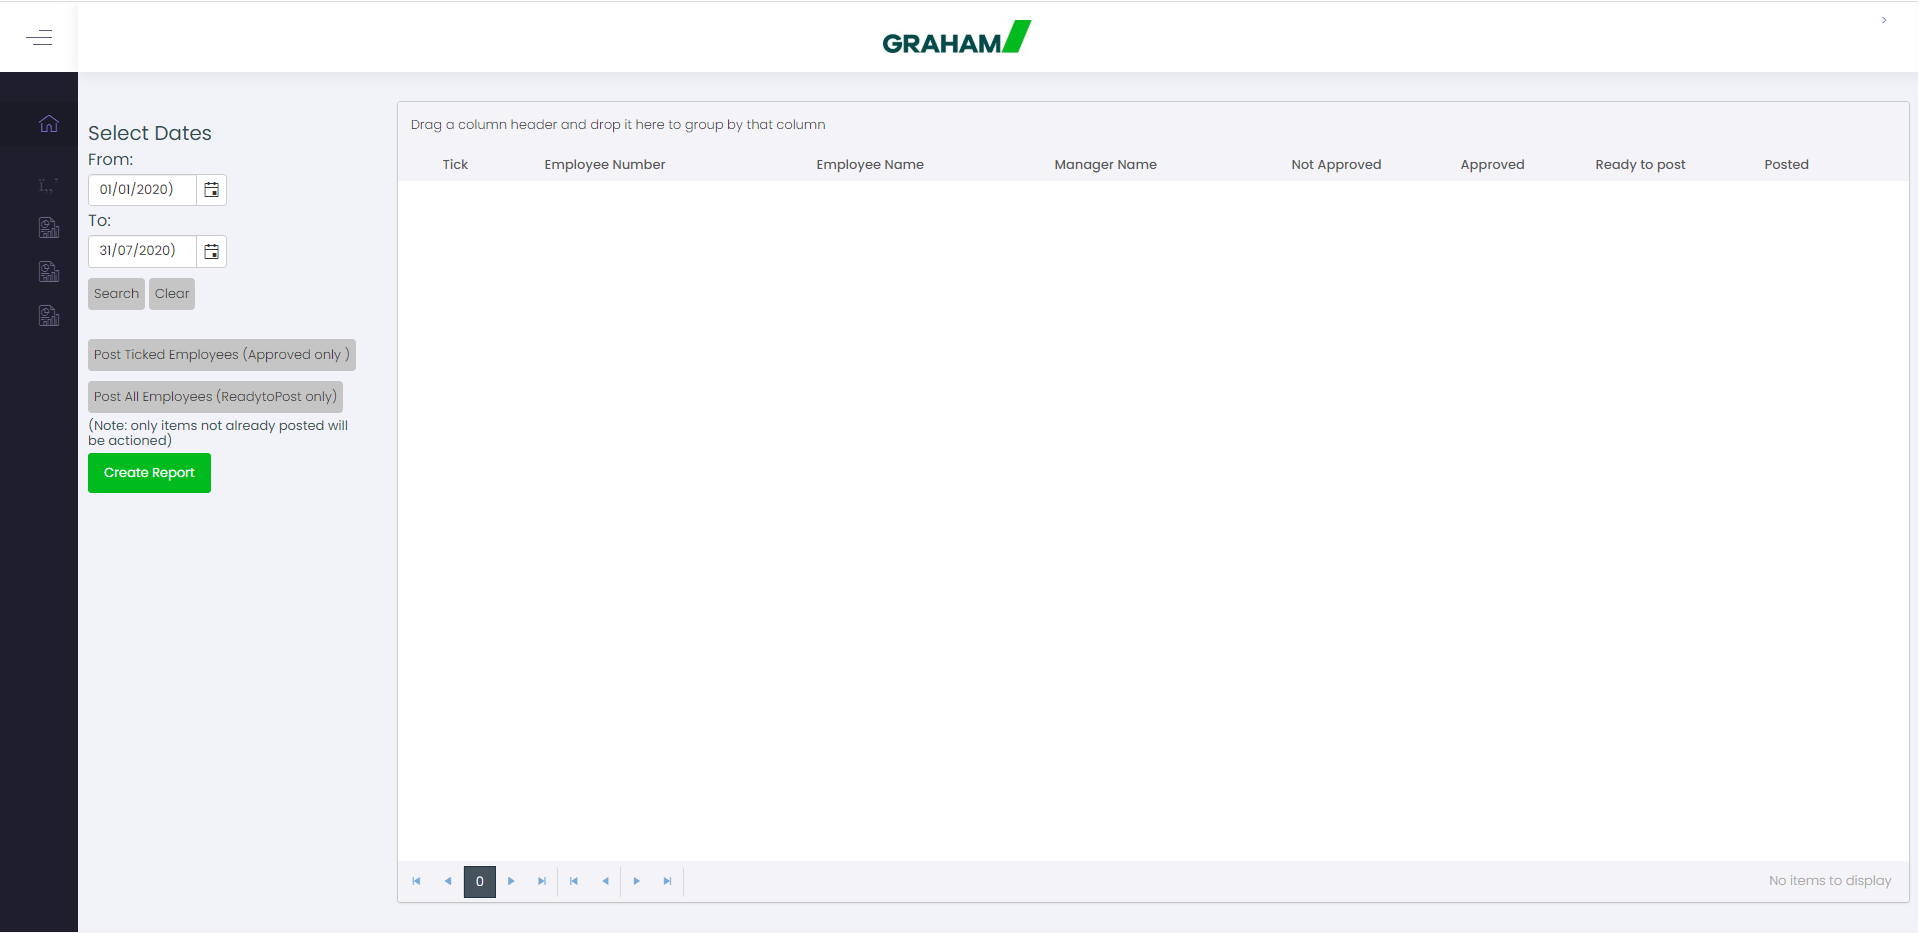 GRAHAM
Select Dates
From:
01/01/2020)
To:
31/07/2020)
Search Clear
Post Ticked Employees (Approved only )
Post All Employees (ReadytoPost only)
(Note: only items not already posted will
be actioned)
Create Report
Drag a column header and drop it here to group by that column
Tick Employee Number Employee Name Manager Name Not Approved Approved Ready to post Posted
0 No items to display